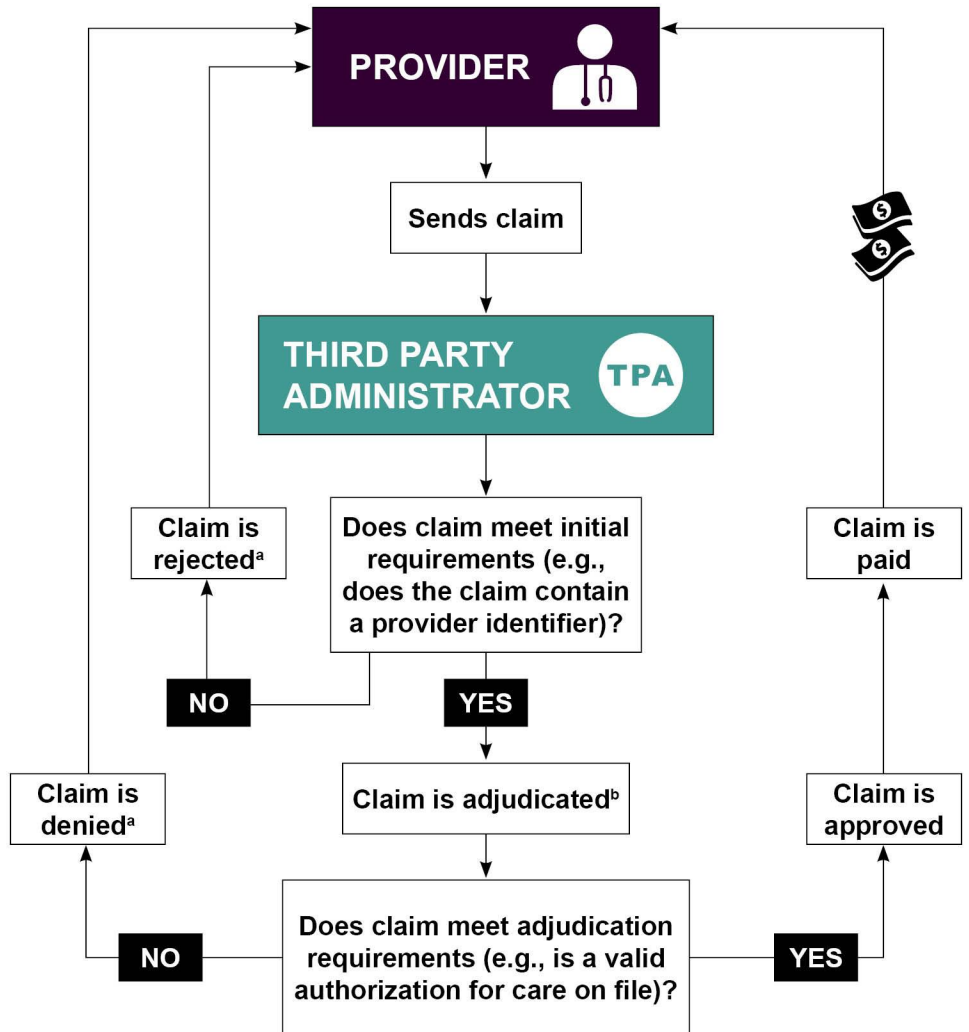 PROVIDER
Sends claim
THIRD PARTY
ADMINISTRATOR
TPA
Claim is
rejectedᵃ
Does claim meet initial
requirements (e.g.,
does the claim contain
a provider identifier)?
Claim is
paid
NO
YES
Claim is
deniedᵃ
Claim is adjudicatedᵇ
Claim is
approved
NO
Does claim meet adjudication
requirements (e.g., is a valid
authorization for care on file)?
YES
$
$